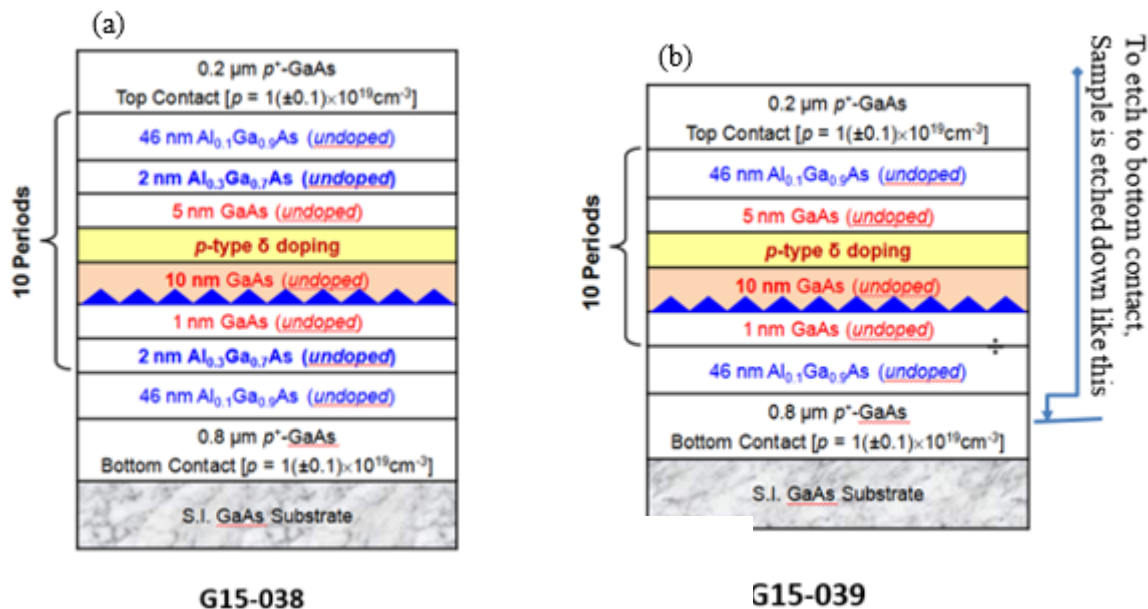 (a)
0.2 µm p⁺-GaAs
Top Contact [p = 1(±0.1)×10¹⁹cm⁻³]
46 nm Al₀.₁Ga₀.₉As (undoped)
2 nm Al₀.₃Ga₀.₇As (undoped)
5 nm GaAs (undoped)
p-type δ doping
10 nm GaAs (undoped)
1 nm GaAs (undoped)
2 nm Al₀.₃Ga₀.₇As (undoped)
46 nm Al₀.₁Ga₀.₉As (undoped)
0.8 µm p⁺-GaAs
Bottom Contact [p = 1(±0.1)×10¹⁹cm⁻³]
S.I. GaAs Substrate
10 Periods
G15-038
(b)
0.2 µm p⁺-GaAs
Top Contact [p = 1(±0.1)×10¹⁹cm⁻³]
46 nm Al₀.₁Ga₀.₉As (undoped)
5 nm GaAs (undoped)
p-type δ doping
10 nm GaAs (undoped)
1 nm GaAs (undoped)
÷
46 nm Al₀.₁Ga₀.₉As (undoped)
0.8 µm p⁺-GaAs
Bottom Contact [p = 1(±0.1)×10¹⁹cm⁻³]
S.I. GaAs Substrate
10 Periods
G15-039
To etch to bottom contact,
Sample is etched down like this